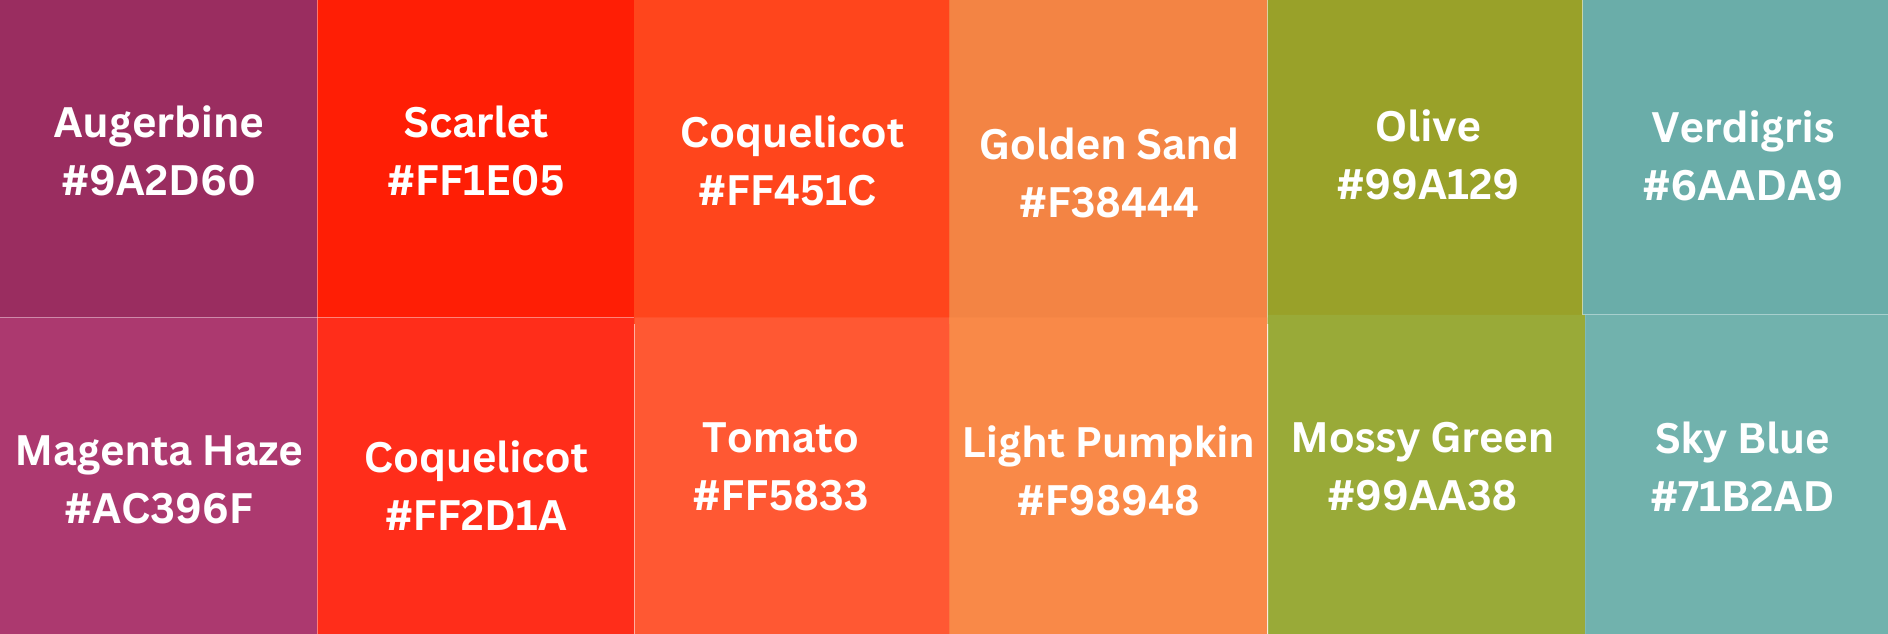 Augerbine
#9A2D60
Scarlet
#FF1E05
Coquelicot
#FF451C
Golden Sand
#F38444
Olive
#99A129
Verdigris
#6AADA9
Magenta Haze
#AC396F
Coquelicot
#FF2D1A
Tomato
#FF5833
Light Pumpkin
#F98948
Mossy Green
#99AA38
Sky Blue
#71B2AD